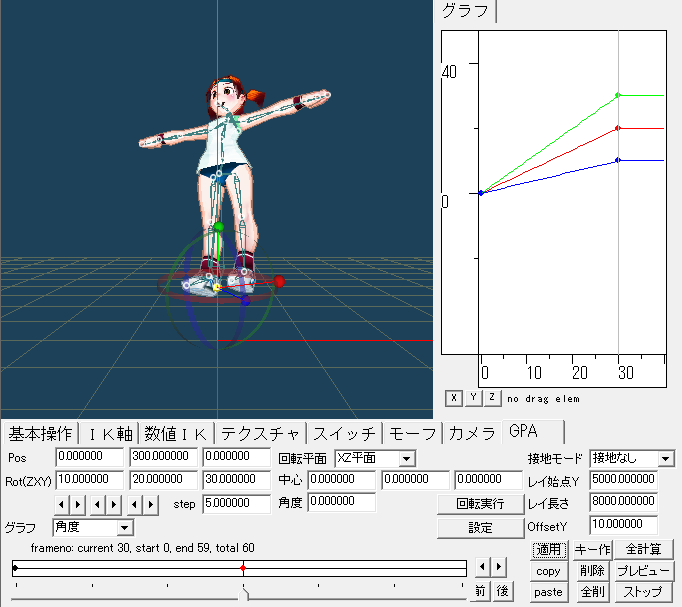 グラフ
40
0
0 10 20 30
X Y Z no drag elem
基本操作 ＩＫ軸 数値ＩＫ テクスチャ スイッチ モーフ カメラ GPA
Pos 0.000000 300.000000 0.000000 回転平面 XZ平面 接地モード 接地なし
Rot(ZXY) 10.000000 20.000000 30.000000 中心 0.000000 0.000000 0.000000 レイ始点Y 5000.000000
step 5.000000 角度 0.000000 回転実行 レイ長さ 8000.000000
グラフ 角度 設定 OffsetY 10.000000
frameno: current 30, start 0, end 59, total 60 適用 キー作 全計算
copy 削除 プレビュー
前 後 paste 全削 ストップ